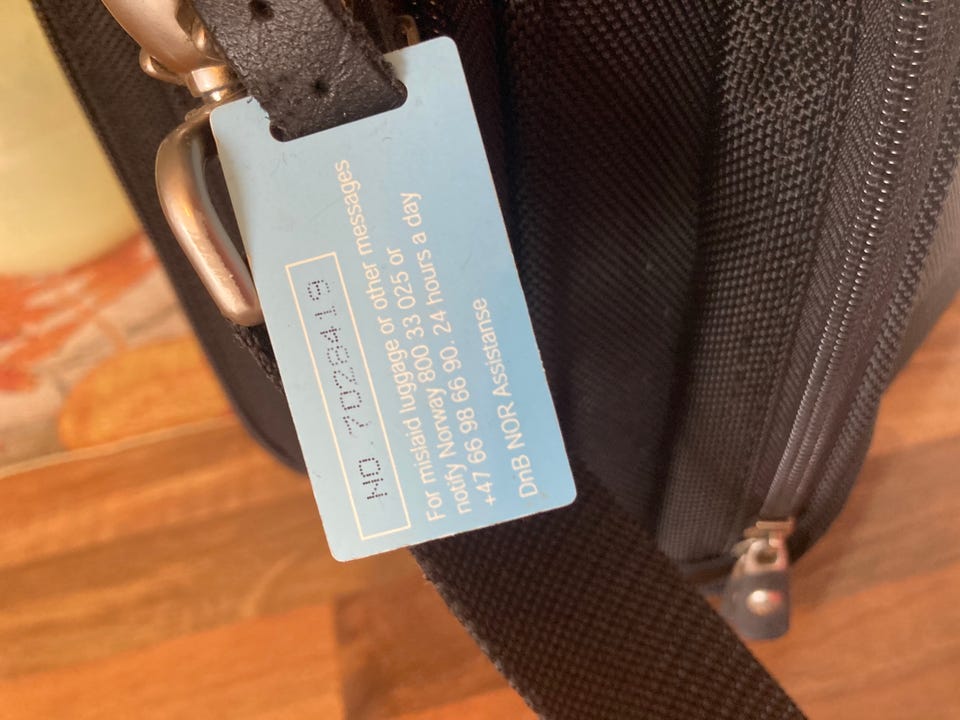 NO.7028419
For mislaid luggage or other messages
notify Norway 800 33 025 or
+47 66 98 66 90. 24 hours a day
DnB NOR Assistanse